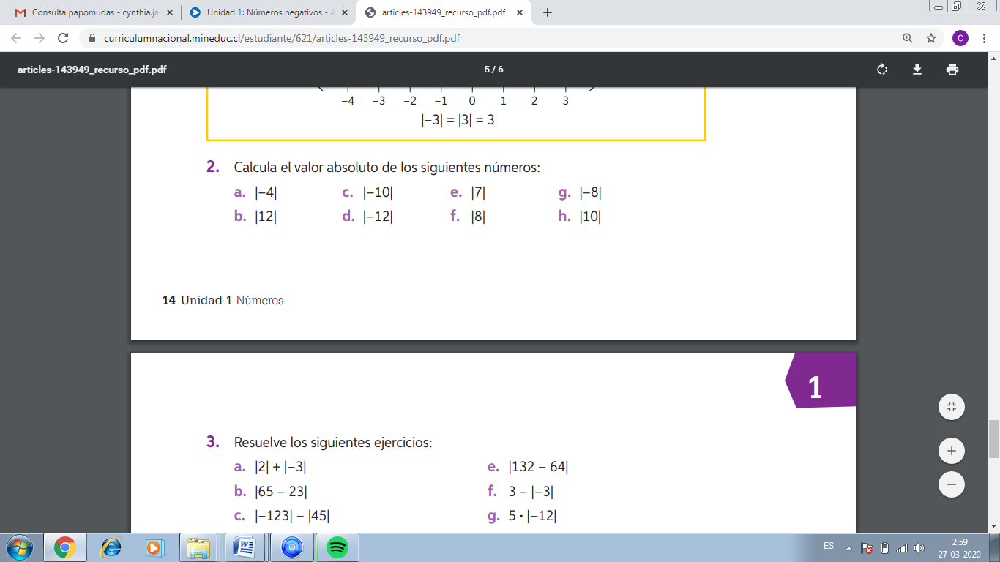 Consulta papomudas - cynthia.ja
Unidad 1: Números negativos - A
articles-143949_recurso_pdf.pdf
curriculumnacional.mineduc.cl/estudiante/621/articles-143949_recurso_pdf.pdf
C
articles-143949_recurso_pdf.pdf
5 / 6
−4 −3 −2 −1 0 1 2 3
|−3| = |3| = 3
2. Calcula el valor absoluto de los siguientes números:
a. |−4| c. |−10| e. |7| g. |−8|
b. |12| d. |−12| f. |8| h. |10|
14 Unidad 1 Números
1
3. Resuelve los siguientes ejercicios:
a. |2| + |−3| e. |132 − 64|
b. |65 − 23| f. 3 − |−3|
c. |−123| − |45| g. 5 · |−12|
ES
2:59
27-03-2020